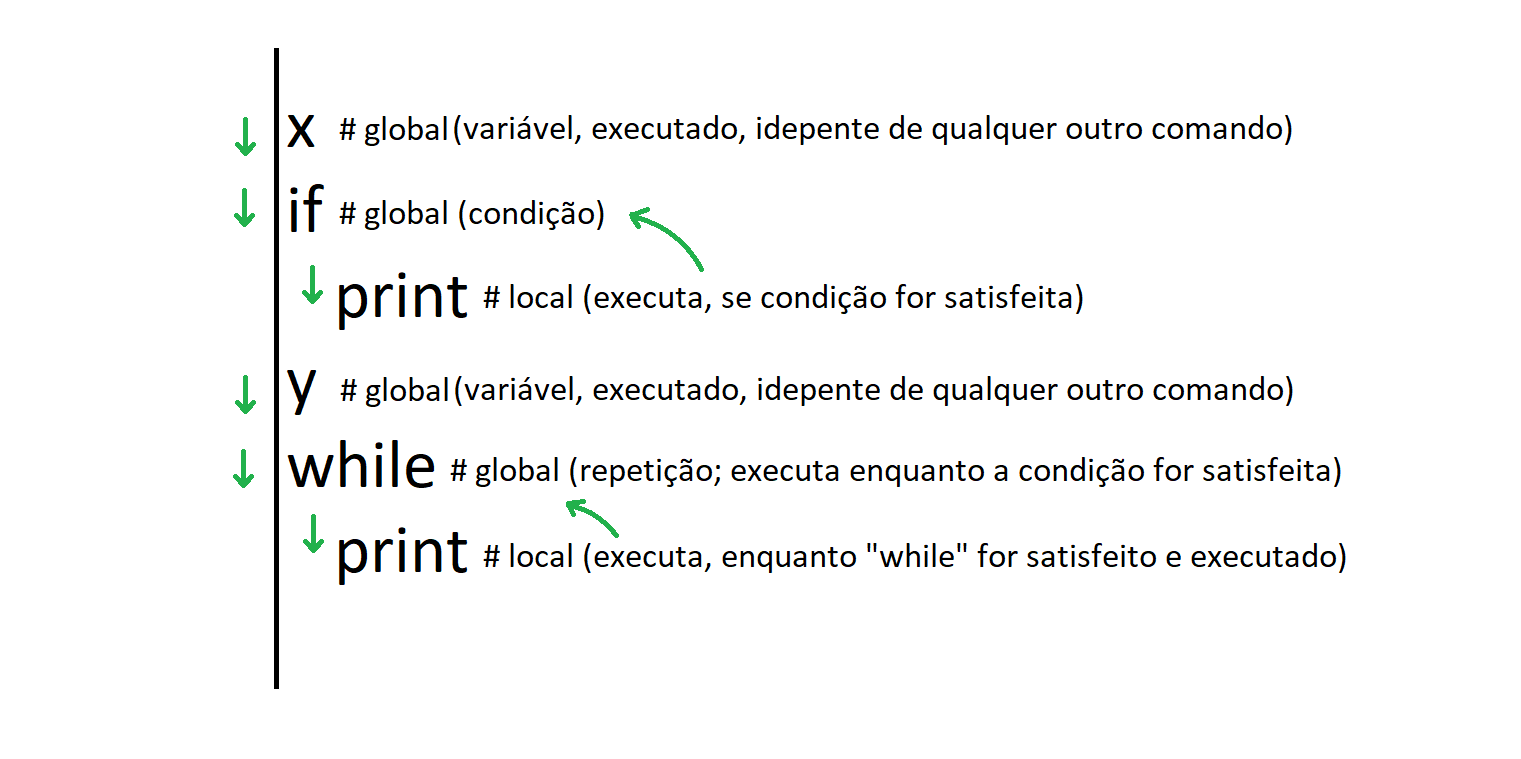 x # global (variável, executado, idepente de qualquer outro comando)
if # global (condição)
print # local (executa, se condição for satisfeita)
y # global (variável, executado, idepente de qualquer outro comando)
while # global (repetição; executa enquanto a condição for satisfeita)
print # local (executa, enquanto "while" for satisfeito e executado)